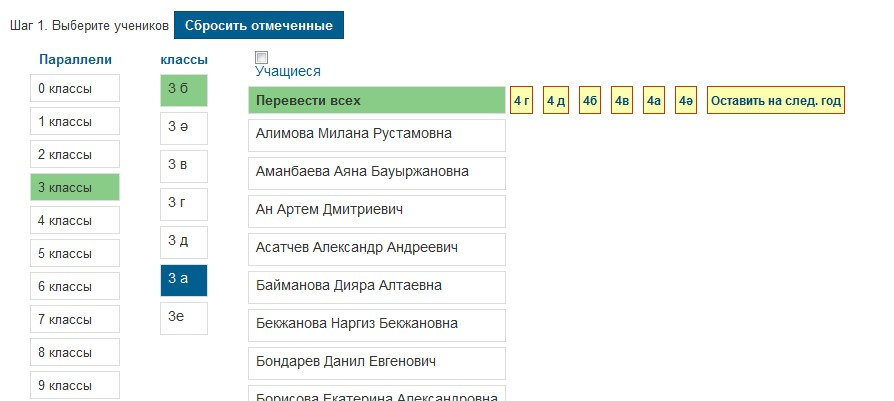 Шаг 1. Выберите учеников Сбросить отмеченные
Параллели
0 классы
1 классы
2 классы
3 классы
4 классы
5 классы
6 классы
7 классы
8 классы
9 классы
классы
3 б
3 ә
3 в
3 г
3 д
3 а
3е
Учащиеся
Перевести всех 4 г 4 д 4б 4в 4а 4ә Оставить на след. год
Алимова Милана Рустамовна
Аманбаева Аяна Бауыржановна
Ан Артем Дмитриевич
Асатчев Александр Андреевич
Байманова Дияра Алтаевна
Бекжанова Наргиз Бекжановна
Бондарев Данил Евгенович
Борисова Екатерина Александровна